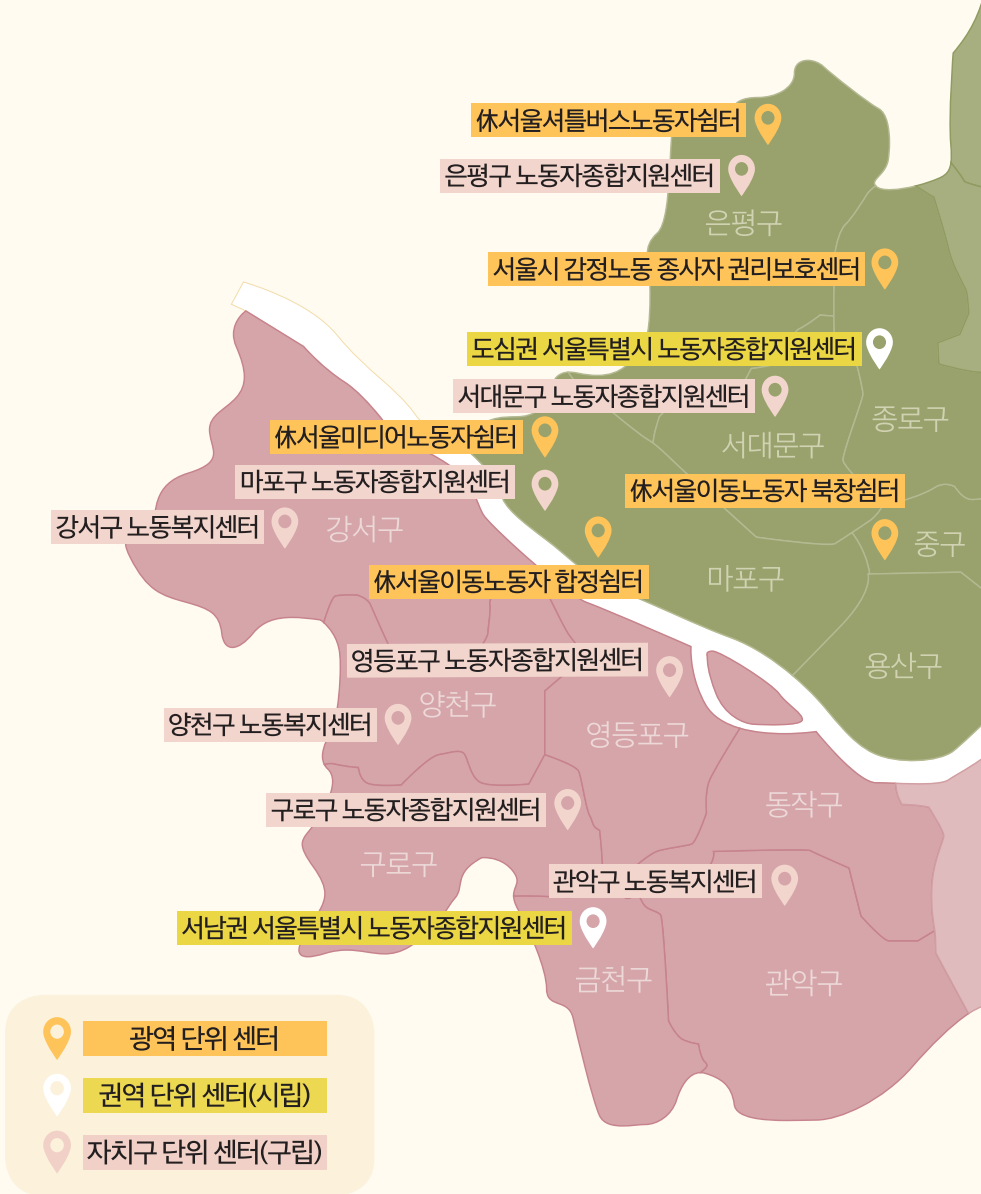 休서울셔틀버스노동자쉼터
은평구 노동자종합지원센터
은평구
서울시 감정노동 종사자 권리보호센터
도심권 서울특별시 노동자종합지원센터
서대문구 노동자종합지원센터
종로구
休서울미디어노동자쉼터
서대문구
마포구 노동자종합지원센터
休서울이동노동자 북창쉼터
강서구 노동복지센터
강서구
중구
休서울이동노동자 합정쉼터
마포구
영등포구 노동자종합지원센터
용산구
양천구
양천구 노동복지센터
영등포구
구로구 노동자종합지원센터
동작구
구로구
관악구 노동복지센터
서남권 서울특별시 노동자종합지원센터
금천구
관악구
광역 단위 센터
권역 단위 센터(시립)
자치구 단위 센터(구립)